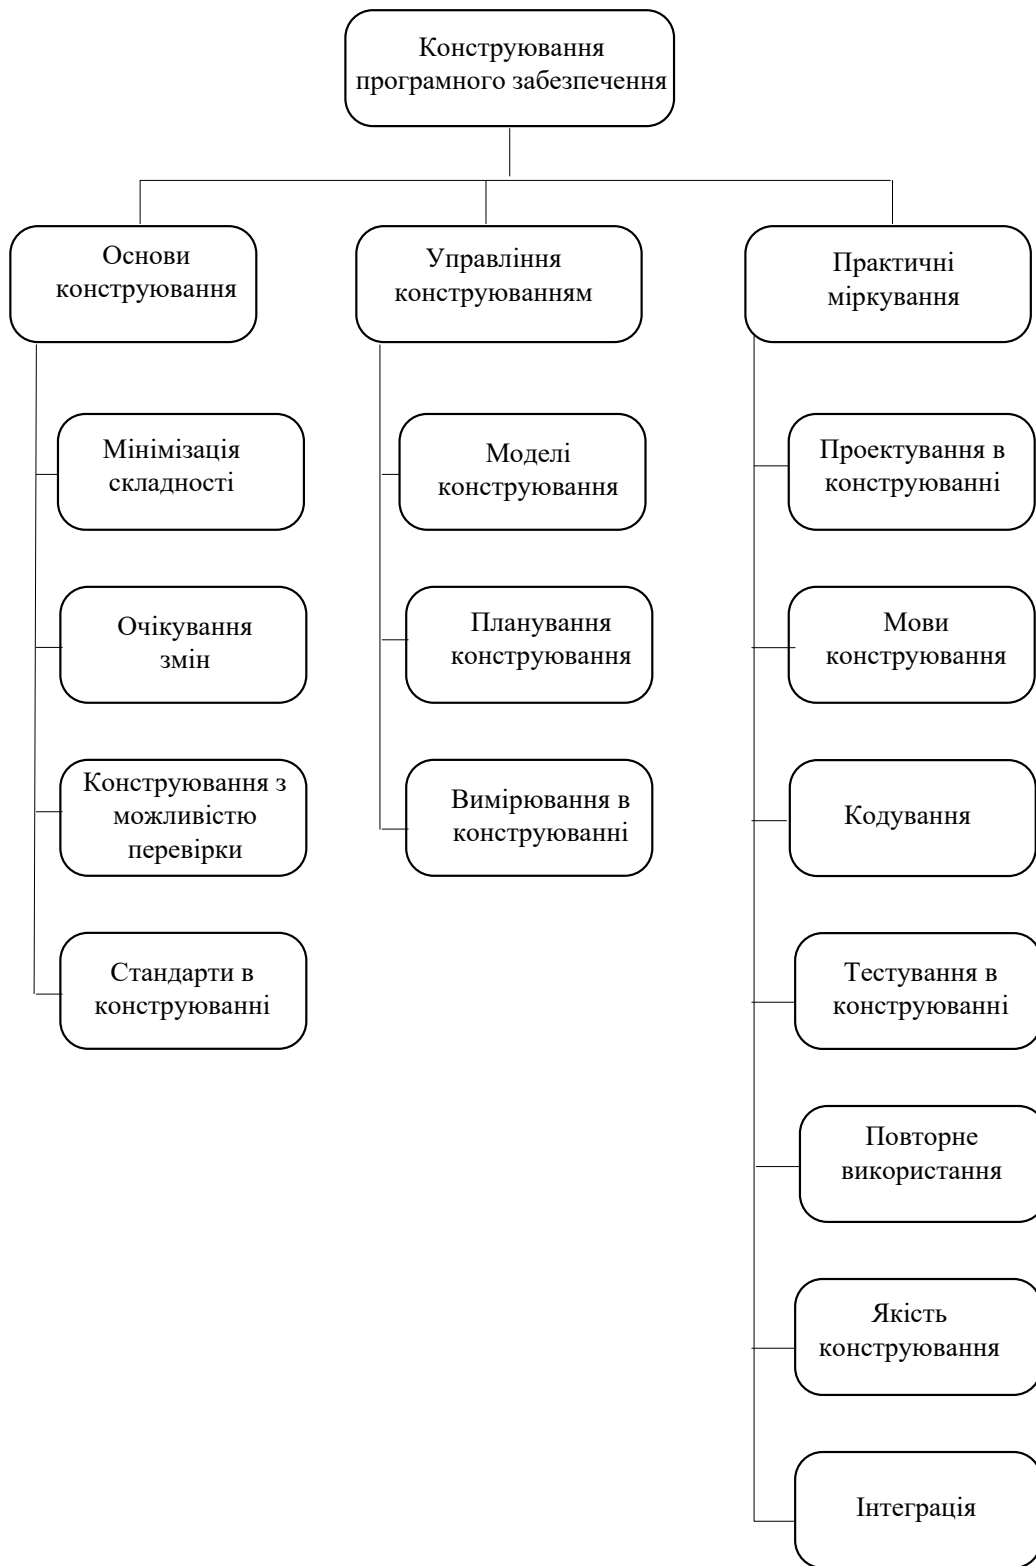 Конструювання
програмного забезпечення
Основи
конструювання
Мінімізація
складності
Очікування
змін
Конструювання з
можливістю
перевірки
Стандарти в
конструюванні
Управління
конструюванням
Моделі
конструювання
Планування
конструювання
Вимірювання в
конструюванні
Практичні
міркування
Проектування в
конструюванні
Мови
конструювання
Кодування
Тестування в
конструюванні
Повторне
використання
Якість
конструювання
Інтеграція